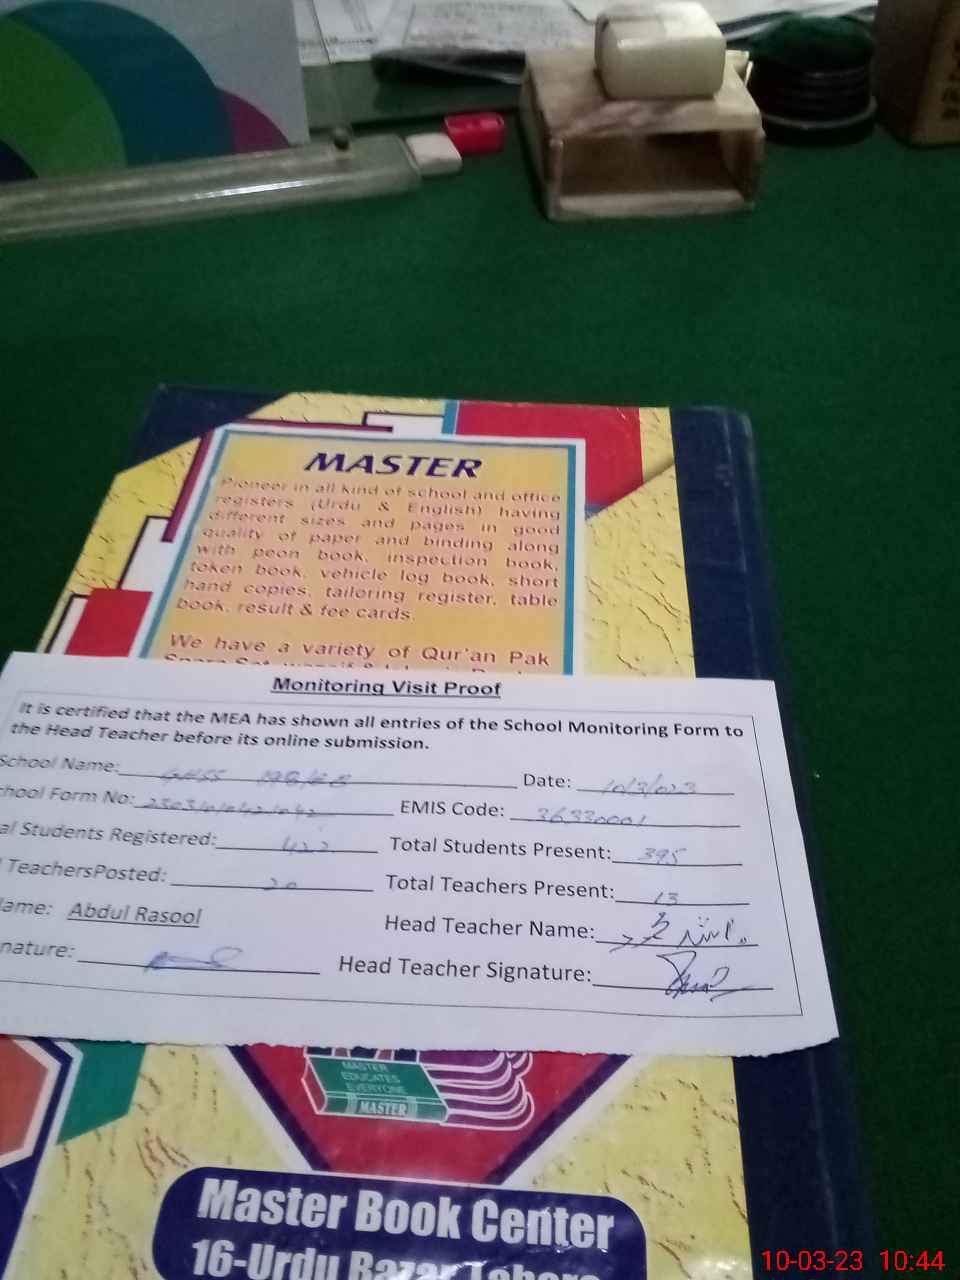 MASTER
Pioneer in all kind of school and office
registers (Urdu & English) having
different sizes and pages in good
quality of paper and binding along
with peon book, inspection book,
token book, vehicle log book, short
hand copies, tailoring register, table
book, result & fee cards.
We have a variety of Qur'an Pak
Monitoring Visit Proof
It is certified that the MEA has shown all entries of the School Monitoring Form to
the Head Teacher before its online submission.
School Name: GHSS Date: 10/3/023
chool Form No: EMIS Code: 36330001
al Students Registered: 422 Total Students Present: 395
TeachersPosted: 20 Total Teachers Present: 13
Name: Abdul Rasool Head Teacher Name:
nature: Head Teacher Signature:
MASTER
EDUCATES
EVERYONE
MASTER
Master Book Center
16-Urdu Bazar Lahore
10-03-23 10:44